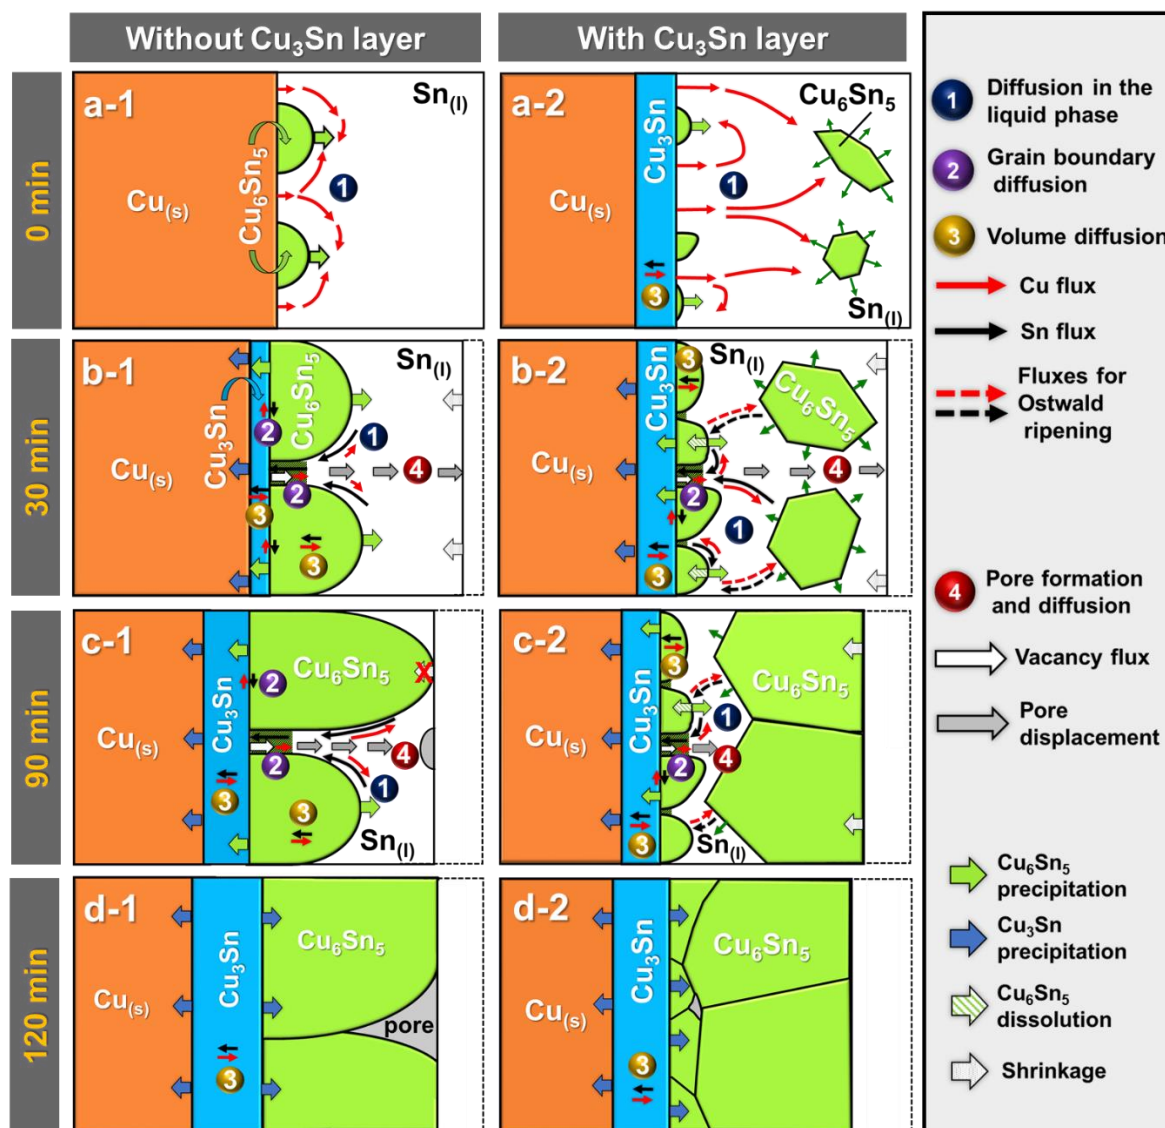 Without Cu₃Sn layer
With Cu₃Sn layer
0 min
a-1
Sn(l)
Cu(s)
Cu₆Sn₅
1
a-2
Cu₆Sn₅
Cu₃Sn
Cu(s)
1
3
Sn(l)
30 min
b-1
Sn(l)
Cu₃Sn
Cu₆Sn₅
Cu(s)
2
1
4
2
3
3
b-2
Sn(l)
Cu₃Sn
3
Cu₆Sn₅
Cu(s)
4
2
1
3
90 min
c-1
Cu₆Sn₅
X
Cu₃Sn
2
Cu(s)
4
2
1
3
3
Sn(l)
c-2
Cu₃Sn
3
Cu₆Sn₅
1
Cu(s)
2
4
3
Sn(l)
120 min
d-1
Cu₃Sn
Cu₆Sn₅
Cu(s)
pore
3
d-2
Cu₃Sn
Cu₆Sn₅
Cu(s)
3
1 Diffusion in the
liquid phase
2 Grain boundary
diffusion
3 Volume diffusion
Cu flux
Sn flux
Fluxes for
Ostwald
ripening
4 Pore formation
and diffusion
Vacancy flux
Pore
displacement
Cu₆Sn₅
precipitation
Cu₃Sn
precipitation
Cu₆Sn₅
dissolution
Shrinkage